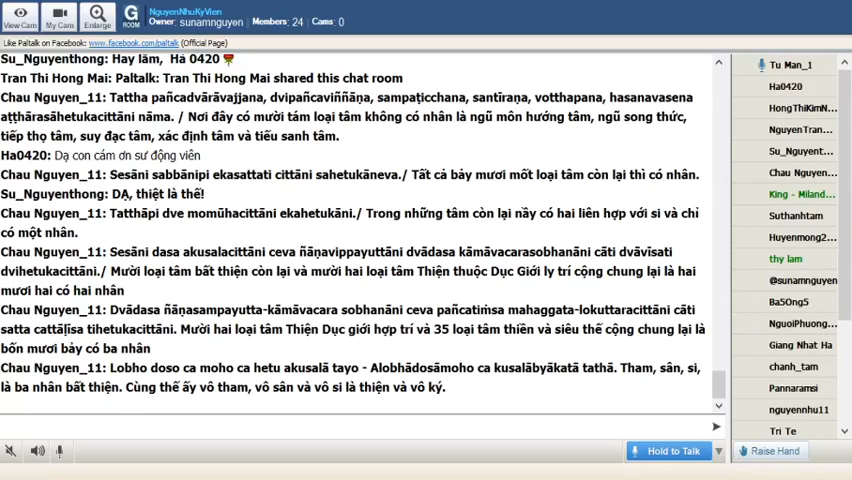 NguyenNhuKyVien
Owner: sunamnguyen   Members: 24   Cams: 0
View Cam   My Cam   Enlarge   G ROOM
Like Paltalk on Facebook: www.facebook.com/paltalk (Official Page)
Su_Nguyenthong: Hay lắm, Hà 0420
Tran Thi Hong Mai: Paltalk: Tran Thi Hong Mai shared this chat room
Chau Nguyen_11: Tattha pañcadvārāvajjana, dvipañcaviññāṇa, sampaṭicchana, santīraṇa, votthapana, hasanavasena
aṭṭhārasāhetukacittāni nāma. / Nơi đây có mười tám loại tâm không có nhân là ngũ môn hướng tâm, ngũ song thức,
tiếp thọ tâm, suy đạc tâm, xác định tâm và tiếu sanh tâm.
Ha0420: Dạ con cám ơn sư động viên
Chau Nguyen_11: Sesāni sabbānipi ekasattati cittāni sahetukāneva./ Tất cả bảy mươi mốt loại tâm còn lại thì có nhân.
Su_Nguyenthong: DẠ, thiệt là thế!
Chau Nguyen_11: Tatthāpi dve momūhacittāni ekahetukāni./ Trong những tâm còn lại nầy có hai liên hợp với si và chỉ
có một nhân.
Chau Nguyen_11: Sesāni dasa akusalacittāni ceva ñāṇavippayuttāni dvādasa kāmāvacarasobhanāni cāti dvāvīsati
dvihetukacittāni./ Mười loại tâm bất thiện còn lại và mười hai loại tâm Thiện thuộc Dục Giới ly trí cộng chung lại là hai
mươi hai có hai nhân
Chau Nguyen_11: Dvādasa ñāṇasampayutta-kāmāvacara sobhanāni ceva pañcatiṁsa mahaggata-lokuttaracittāni cāti
satta cattāḷīsa tihetukacittāni. Mười hai loại tâm Thiện Dục giới hợp trí và 35 loại tâm thiền và siêu thế cộng chung lại là
bốn mươi bảy có ba nhân
Chau Nguyen_11: Lobho doso ca moho ca hetu akusalā tayo - Alobhādosāmoho ca kusalābyākatā tathā. Tham, sân, si,
là ba nhân bất thiện. Cùng thế ấy vô tham, vô sân và vô si là thiện và vô ký.
Tu Man_1
Ha0420
HongThiKimN...
NguyenTran...
Su_Nguyent...
Chau Nguyen...
King - Miland...
Suthanhtam
Huyenmong2...
thy lam
@sunamnguyen
Ba5Ong5
NguoiPhuong...
Giang Nhat Ha
chanh_tam
Pannaramsi
nguyennhu11
Tri Te
Hold to Talk
Raise Hand